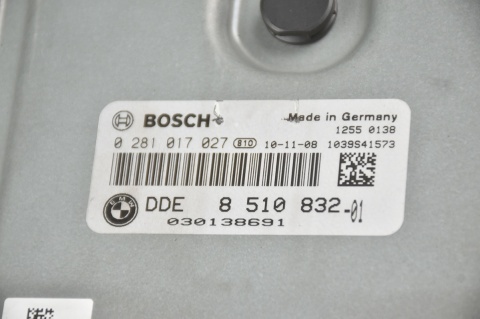 BOSCH Made in Germany
1255 0138
0 281 017 027 810 10-11-08 1039S41573
DDE 8 510 832-01
030138691